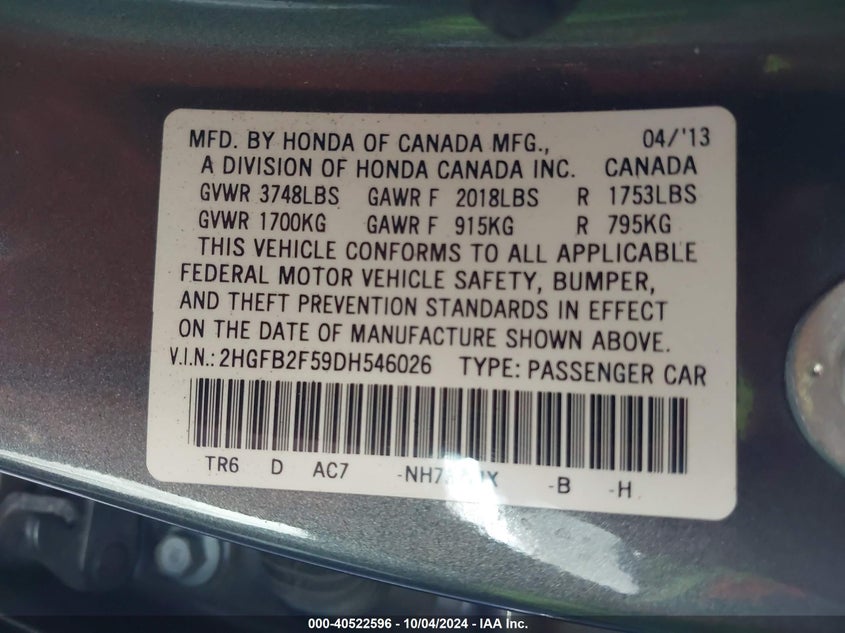 MFD. BY HONDA OF CANADA MFG., 04/'13
A DIVISION OF HONDA CANADA INC. CANADA
GVWR 3748LBS GAWR F 2018LBS R 1753LBS
GVWR 1700KG GAWR F 915KG R 795KG
THIS VEHICLE CONFORMS TO ALL APPLICABLE
FEDERAL MOTOR VEHICLE SAFETY, BUMPER,
AND THEFT PREVENTION STANDARDS IN EFFECT
ON THE DATE OF MANUFACTURE SHOWN ABOVE.
V.I.N.: 2HGFB2F59DH546026 TYPE: PASSENGER CAR
TR6 D AC7 -B -H
000-40522596 - 10/04/2024 - IAA Inc.